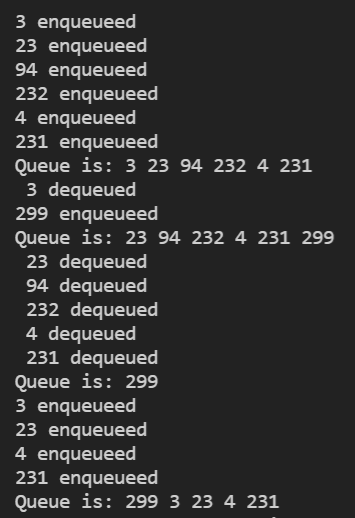 3 enqueueed
23 enqueueed
94 enqueueed
232 enqueueed
4 enqueueed
231 enqueueed
Queue is: 3 23 94 232 4 231
 3 dequeued
299 enqueueed
Queue is: 23 94 232 4 231 299
 23 dequeued
 94 dequeued
 232 dequeued
 4 dequeued
 231 dequeued
Queue is: 299
3 enqueueed
23 enqueueed
4 enqueueed
231 enqueueed
Queue is: 299 3 23 4 231